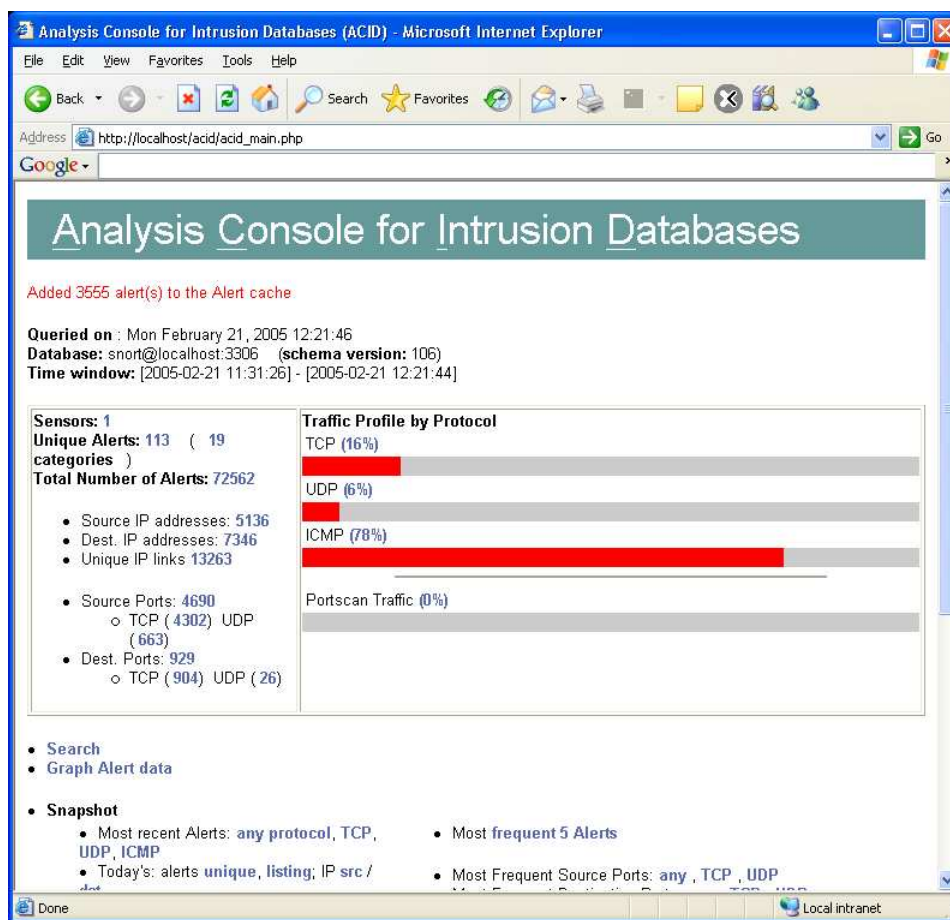 Analysis Console for Intrusion Databases (ACID) - Microsoft Internet Explorer
File Edit View Favorites Tools Help
Back Search Favorites
Address http://localhost/acid/acid_main.php Go
Google
Analysis Console for Intrusion Databases
Added 3555 alert(s) to the Alert cache
Queried on : Mon February 21, 2005 12:21:46
Database: snort@localhost:3306 (schema version: 106)
Time window: [2005-02-21 11:31:26] - [2005-02-21 12:21:44]
Sensors: 1
Unique Alerts: 113 ( 19
categories )
Total Number of Alerts: 72562
Source IP addresses: 5136
Dest. IP addresses: 7346
Unique IP links 13263
Source Ports: 4690
TCP ( 4302) UDP
( 663)
Dest. Ports: 929
TCP ( 904) UDP ( 26)
Traffic Profile by Protocol
TCP (16%)
UDP (6%)
ICMP (78%)
Portscan Traffic (0%)
Search
Graph Alert data
Snapshot
Most recent Alerts: any protocol, TCP,
UDP, ICMP
Today's: alerts unique, listing; IP src /
Most frequent 5 Alerts
Most Frequent Source Ports: any , TCP , UDP
Done Local intranet